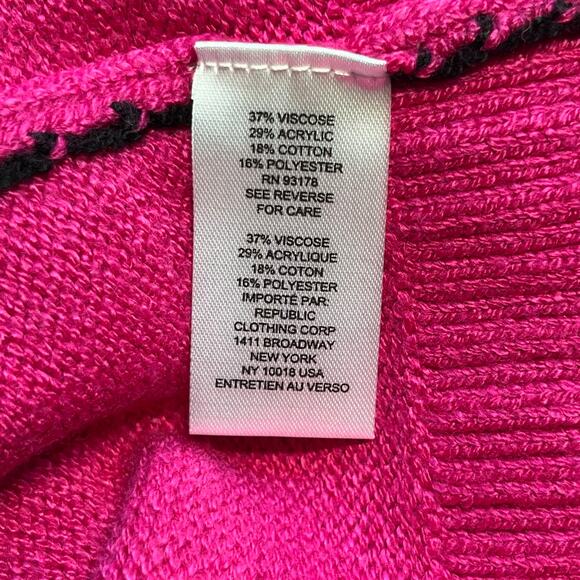 37% VISCOSE
29% ACRYLIC
18% COTTON
16% POLYESTER
RN 93178
SEE REVERSE
FOR CARE
37% VISCOSE
29% ACRYLIQUE
18% COTON
16% POLYESTER
IMPORTÉ PAR:
REPUBLIC
CLOTHING CORP
1411 BROADWAY
NEW YORK
NY 10018 USA
ENTRETIEN AU VERSO